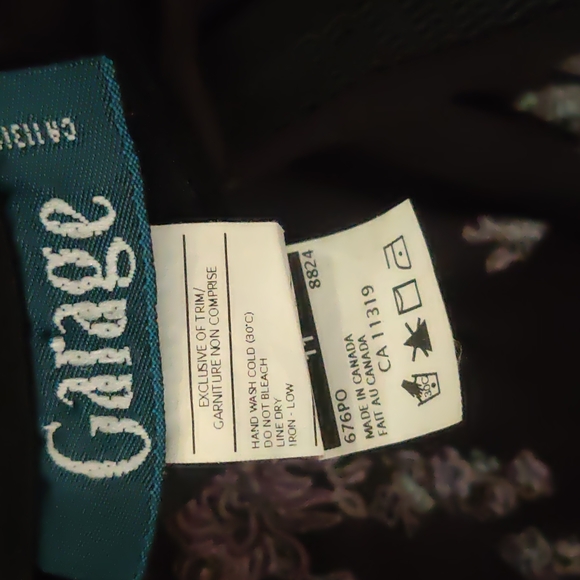 Garage
EXCLUSIVE OF TRIM/
GARNITURE NON COMPRISE
HAND WASH COLD (30°C)
DO NOT BLEACH
LINE DRY
IRON - LOW
8824
676PO
MADE IN CANADA
FAIT AU CANADA
CA 11319